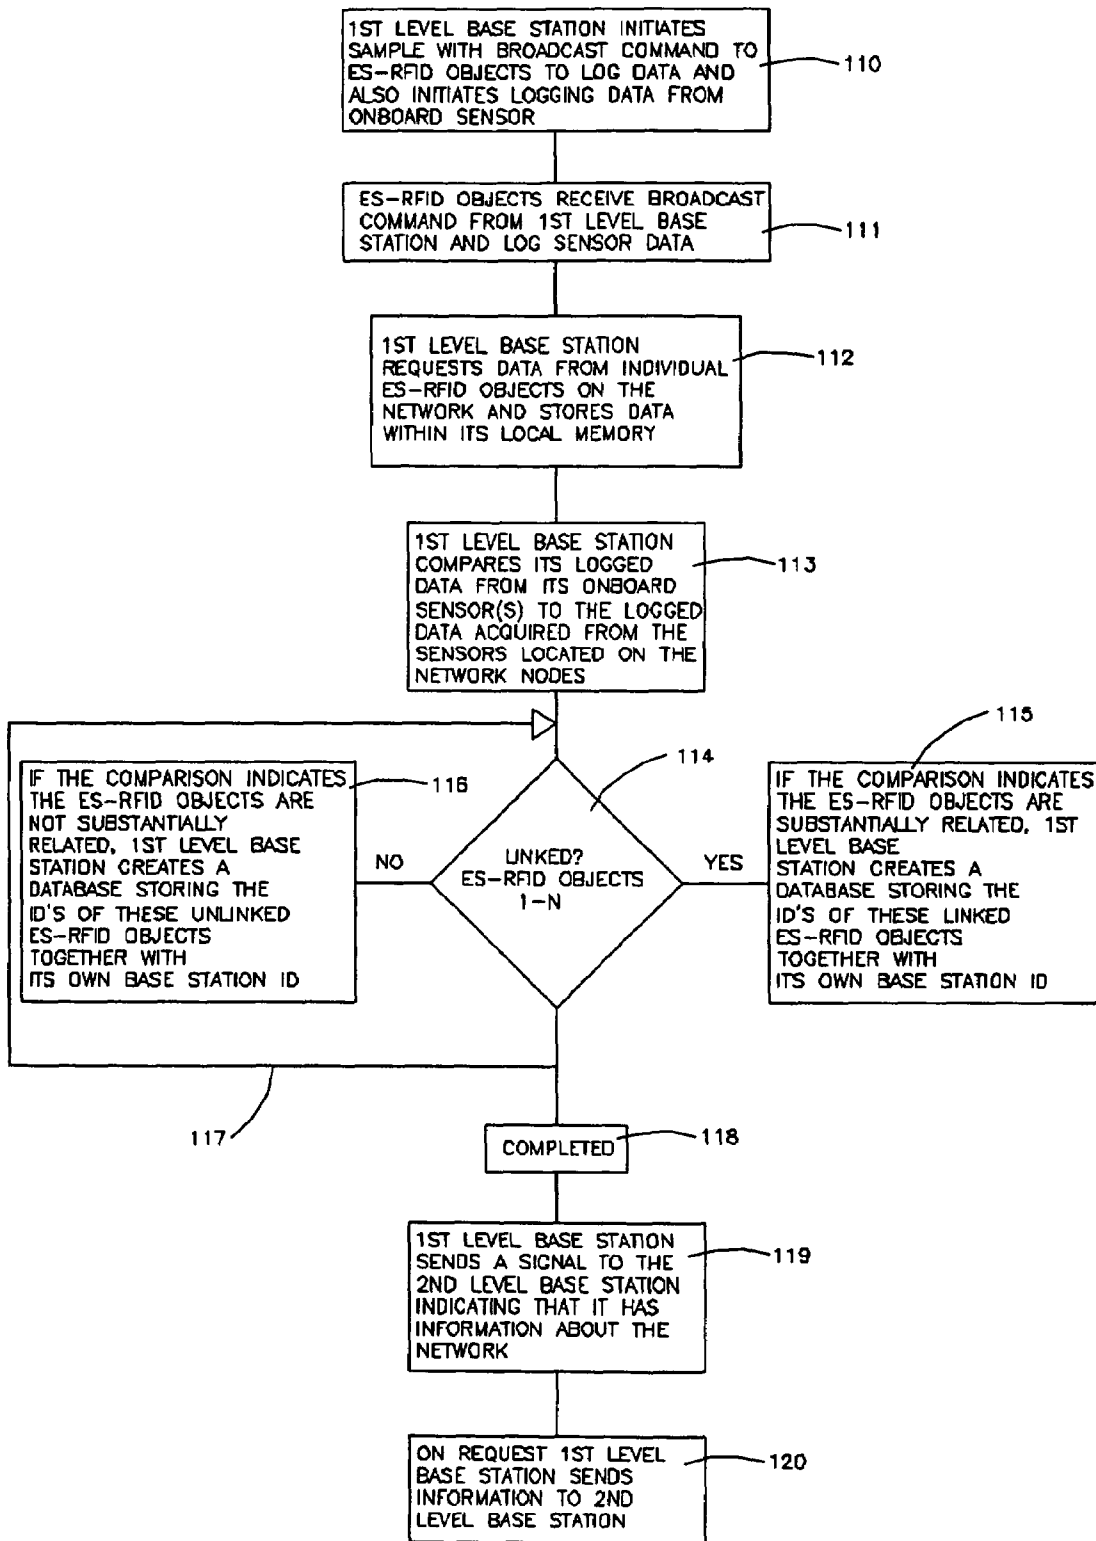 1ST LEVEL BASE STATION INITIATES
SAMPLE WITH BROADCAST COMMAND TO
ES-RFID OBJECTS TO LOG DATA AND
ALSO INITIATES LOGGING DATA FROM
ONBOARD SENSOR
110
ES-RFID OBJECTS RECEIVE BROADCAST
COMMAND FROM 1ST LEVEL BASE
STATION AND LOG SENSOR DATA
111
1ST LEVEL BASE STATION
REQUESTS DATA FROM INDIVIDUAL
ES-RFID OBJECTS ON THE
NETWORK AND STORES DATA
WITHIN ITS LOCAL MEMORY
112
1ST LEVEL BASE STATION
COMPARES ITS LOGGED
DATA FROM ITS ONBOARD
SENSOR(S) TO THE LOGGED
DATA ACQUIRED FROM THE
SENSORS LOCATED ON THE
NETWORK NODES
113
IF THE COMPARISON INDICATES
THE ES-RFID OBJECTS ARE
NOT SUBSTANTIALLY
RELATED, 1ST LEVEL BASE
STATION CREATES A
DATABASE STORING THE
ID'S OF THESE UNLINKED
ES-RFID OBJECTS
TOGETHER WITH
ITS OWN BASE STATION ID
116
NO
LINKED?
ES-RFID OBJECTS
1-N
114
YES
115
IF THE COMPARISON INDICATES
THE ES-RFID OBJECTS ARE
SUBSTANTIALLY RELATED, 1ST
LEVEL BASE
STATION CREATES A
DATABASE STORING THE
ID'S OF THESE LINKED
ES-RFID OBJECTS
TOGETHER WITH
ITS OWN BASE STATION ID
117
COMPLETED
118
1ST LEVEL BASE STATION
SENDS A SIGNAL TO THE
2ND LEVEL BASE STATION
INDICATING THAT IT HAS
INFORMATION ABOUT THE
NETWORK
119
ON REQUEST 1ST LEVEL
BASE STATION SENDS
INFORMATION TO 2ND
LEVEL BASE STATION
120